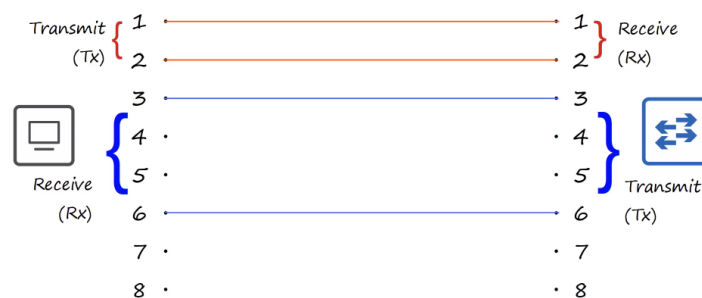 Transmit
(Tx)
1
2
3
4
5
6
7
8
Receive
(Rx)
1
2
3
4
5
6
7
8
Receive
(Rx)
Transmit
(Tx)